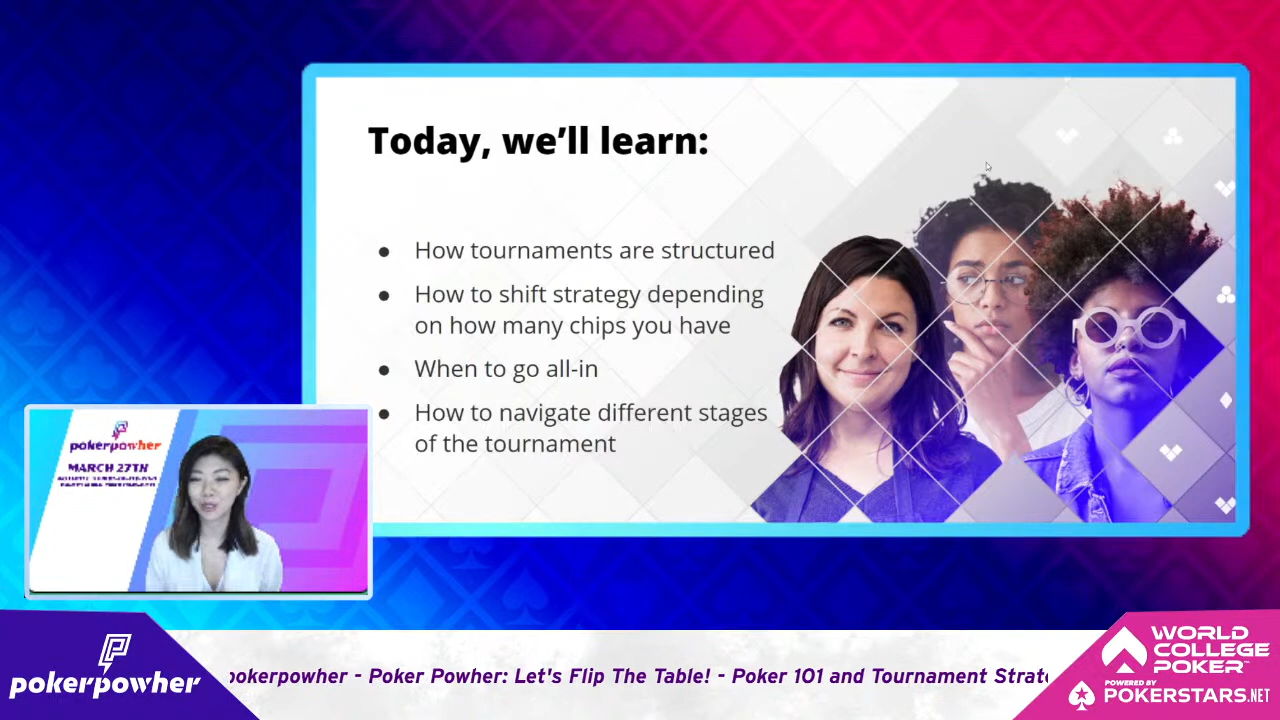 Today, we'll learn:
● How tournaments are structured
● How to shift strategy depending
on how many chips you have
● When to go all-in
● How to navigate different stages
of the tournament
pokerpowher
MARCH 27TH
pokerpowher
pokerpowher - Poker Powher: Let's Flip The Table! - Poker 101 and Tournament Strat
WORLD
COLLEGE
POKER™
POWERED BY
POKERSTARS.NET